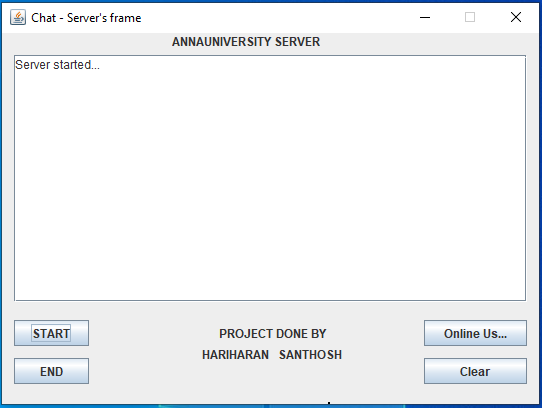 Chat - Server's frame
ANNAUNIVERSITY SERVER
Server started...
START
PROJECT DONE BY
Online Us...
HARIHARAN SANTHOSH
END
Clear